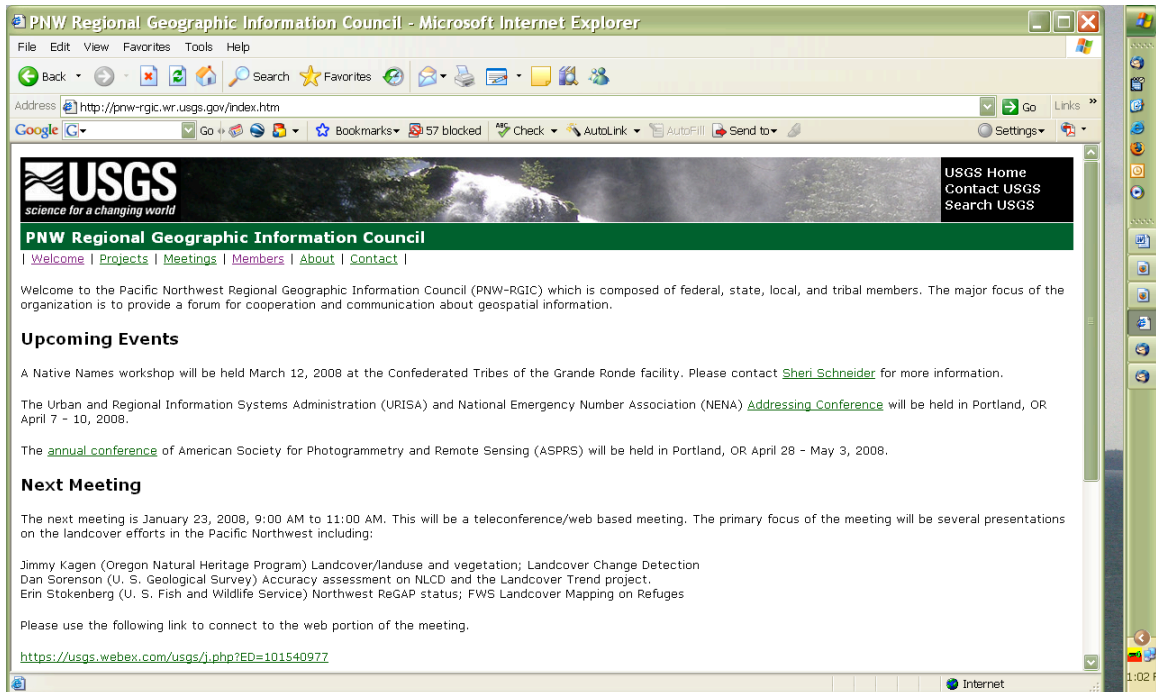 PNW Regional Geographic Information Council - Microsoft Internet Explorer
File Edit View Favorites Tools Help
Back Search Favorites
Address http://pnw-rgic.wr.usgs.gov/index.htm Go Links »
Google G Go Bookmarks 57 blocked ABC Check AutoLink AutoFill Send to Settings
USGS
science for a changing world
USGS Home
Contact USGS
Search USGS
PNW Regional Geographic Information Council
| Welcome | Projects | Meetings | Members | About | Contact |
Welcome to the Pacific Northwest Regional Geographic Information Council (PNW-RGIC) which is composed of federal, state, local, and tribal members. The major focus of the
organization is to provide a forum for cooperation and communication about geospatial information.
Upcoming Events
A Native Names workshop will be held March 12, 2008 at the Confederated Tribes of the Grande Ronde facility. Please contact Sheri Schneider for more information.
The Urban and Regional Information Systems Administration (URISA) and National Emergency Number Association (NENA) Addressing Conference will be held in Portland, OR
April 7 - 10, 2008.
The annual conference of American Society for Photogrammetry and Remote Sensing (ASPRS) will be held in Portland, OR April 28 - May 3, 2008.
Next Meeting
The next meeting is January 23, 2008, 9:00 AM to 11:00 AM. This will be a teleconference/web based meeting. The primary focus of the meeting will be several presentations
on the landcover efforts in the Pacific Northwest including:
Jimmy Kagen (Oregon Natural Heritage Program) Landcover/landuse and vegetation; Landcover Change Detection
Dan Sorenson (U. S. Geological Survey) Accuracy assessment on NLCD and the Landcover Trend project.
Erin Stokenberg (U. S. Fish and Wildlife Service) Northwest ReGAP status; FWS Landcover Mapping on Refuges
Please use the following link to connect to the web portion of the meeting.
https://usgs.webex.com/usgs/j.php?ED=101540977
Internet
1:02